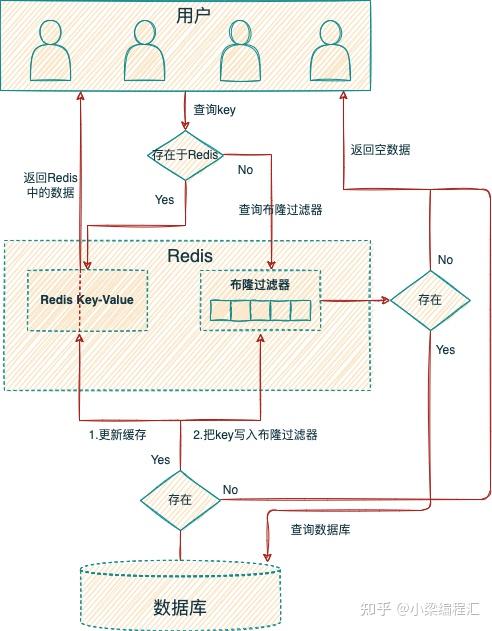 用户
查询key
存在于Redis
返回空数据
返回Redis
中的数据
No
Yes
查询布隆过滤器
Redis
Redis Key-Value
布隆过滤器
No
存在
Yes
1.更新缓存
2.把key写入布隆过滤器
Yes
存在
No
查询数据库
数据库
知乎 @小梁编程汇